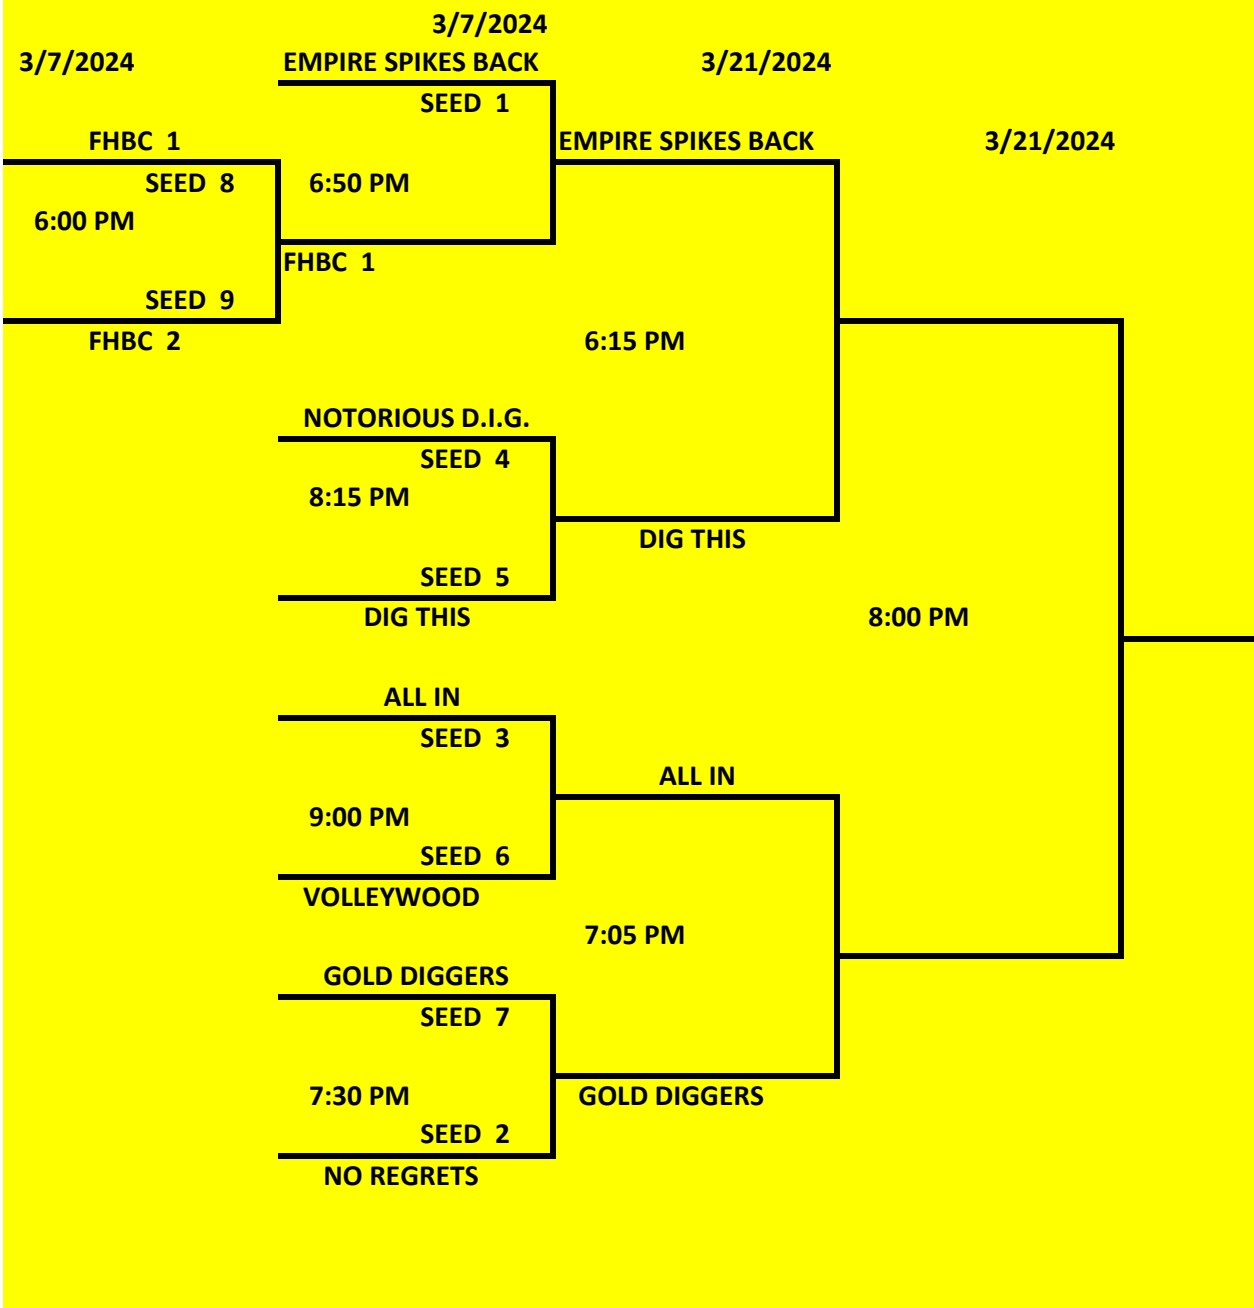 3/7/2024
3/7/2024 EMPIRE SPIKES BACK 3/21/2024
SEED 1
FHBC 1 EMPIRE SPIKES BACK 3/21/2024
SEED 8 6:50 PM
6:00 PM
FHBC 1
SEED 9
FHBC 2 6:15 PM
NOTORIOUS D.I.G.
SEED 4
8:15 PM
DIG THIS
SEED 5
DIG THIS 8:00 PM
ALL IN
SEED 3
ALL IN
9:00 PM
SEED 6
VOLLEYWOOD
7:05 PM
GOLD DIGGERS
SEED 7
7:30 PM GOLD DIGGERS
SEED 2
NO REGRETS